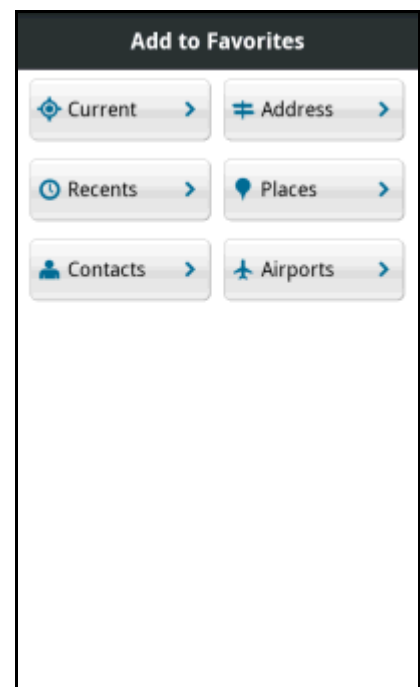 Add to Favorites
Current
Address
Recents
Places
Contacts
Airports